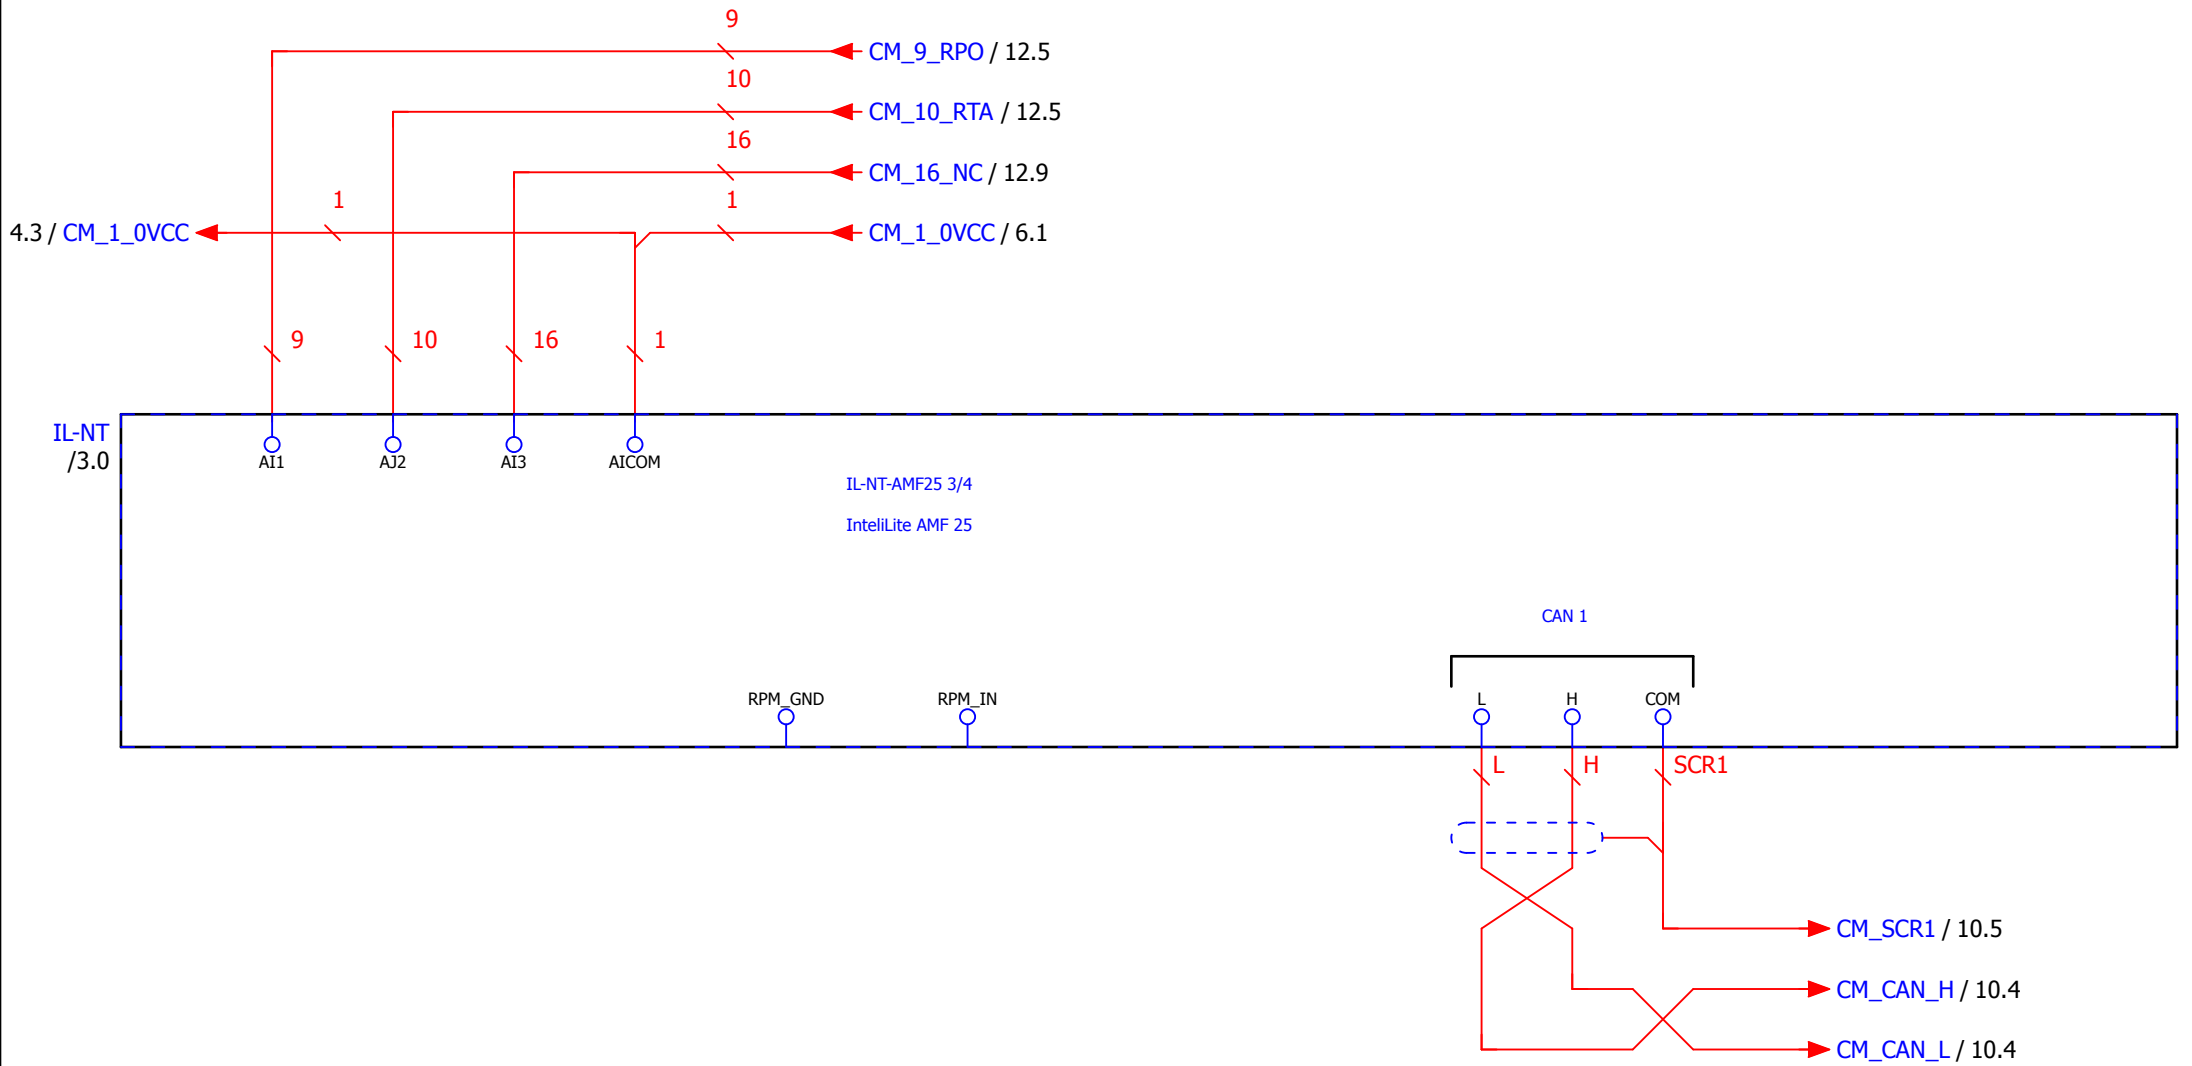 9
CM_9_RPO / 12.5
10
CM_10_RTA / 12.5
16
CM_16_NC / 12.9
1
1
4.3 / CM_1_0VCC
CM_1_0VCC / 6.1
9
10
16
1
IL-NT
/3.0
AI1
AJ2
AI3
AICOM
IL-NT-AMF25 3/4
InteliLite AMF 25
CAN 1
RPM_GND
RPM_IN
L
H
COM
L
H
SCR1
CM_SCR1 / 10.5
CM_CAN_H / 10.4
CM_CAN_L / 10.4